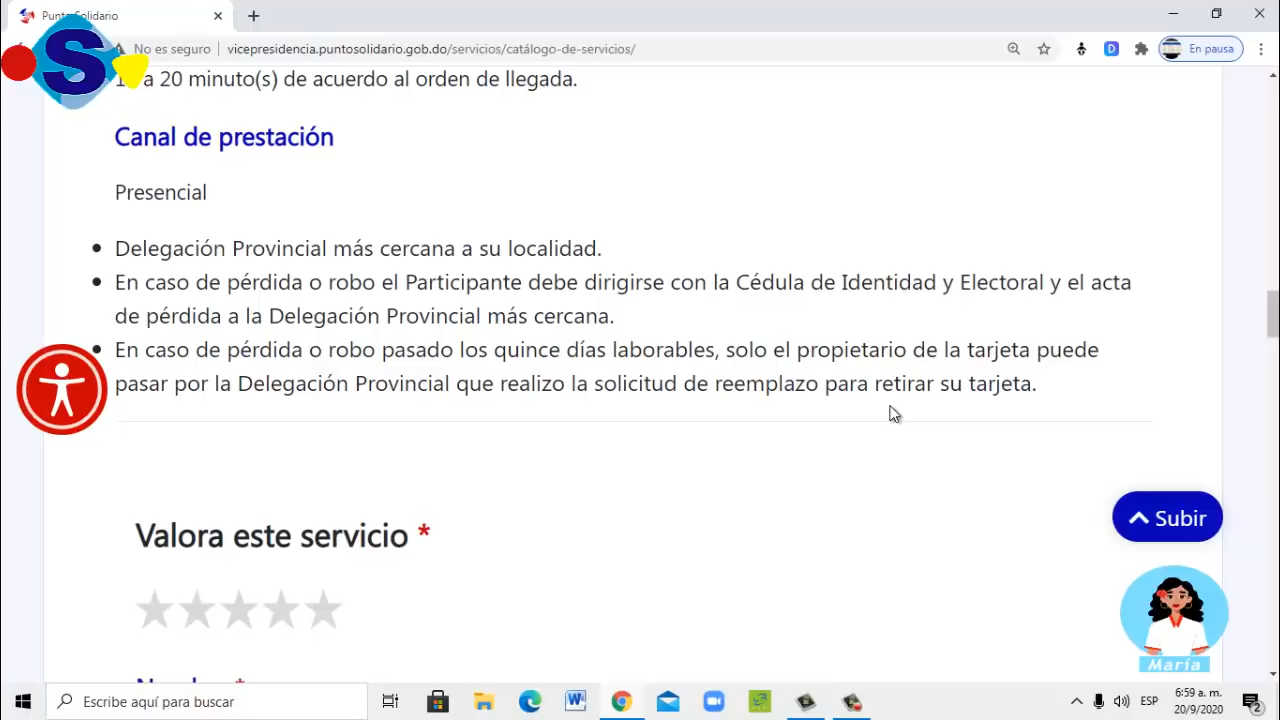 Punto Solidario
No es seguro
vicepresidencia.puntosolidario.gob.do/servicios/catálogo-de-servicios/
En pausa
a 20 minuto(s) de acuerdo al orden de llegada.
S
Canal de prestación
Presencial
Delegación Provincial más cercana a su localidad.
En caso de pérdida o robo el Participante debe dirigirse con la Cédula de Identidad y Electoral y el acta
de pérdida a la Delegación Provincial más cercana.
En caso de pérdida o robo pasado los quince días laborables, solo el propietario de la tarjeta puede
pasar por la Delegación Provincial que realizo la solicitud de reemplazo para retirar su tarjeta.
Valora este servicio *
Subir
María
Escribe aquí para buscar
ESP
6:59 a. m.
20/9/2020
2